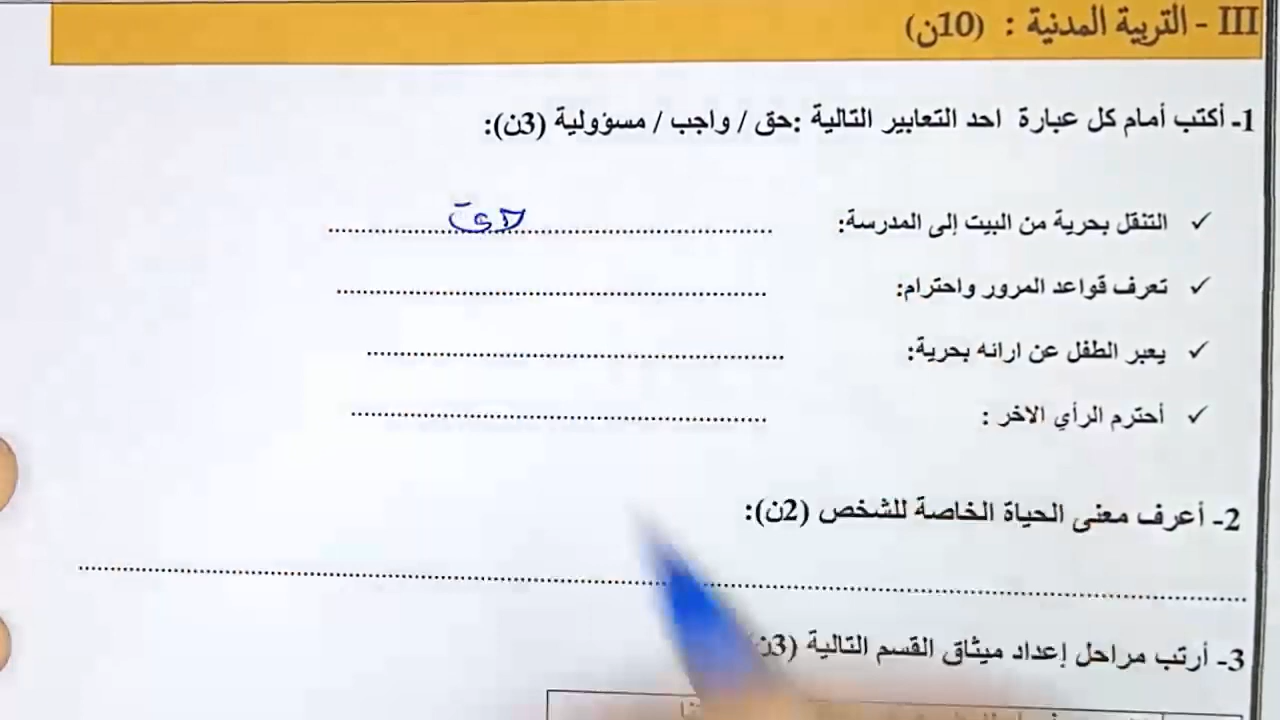 III - التربية المدنية : (10ن)
1- أكتب أمام كل عبارة احد التعابير التالية :حق / واجب / مسؤولية (3ن):
✓ التنقل بحرية من البيت إلى المدرسة: ........................ حق ........................
✓ تعرف قواعد المرور واحترام: ................................................
✓ يعبر الطفل عن ارائه بحرية: ................................................
✓ أحترم الرأي الاخر : ................................................
2- أعرف معنى الحياة الخاصة للشخص (2ن):
................................................................................................
3- أرتب مراحل إعداد ميثاق القسم التالية (3ن)